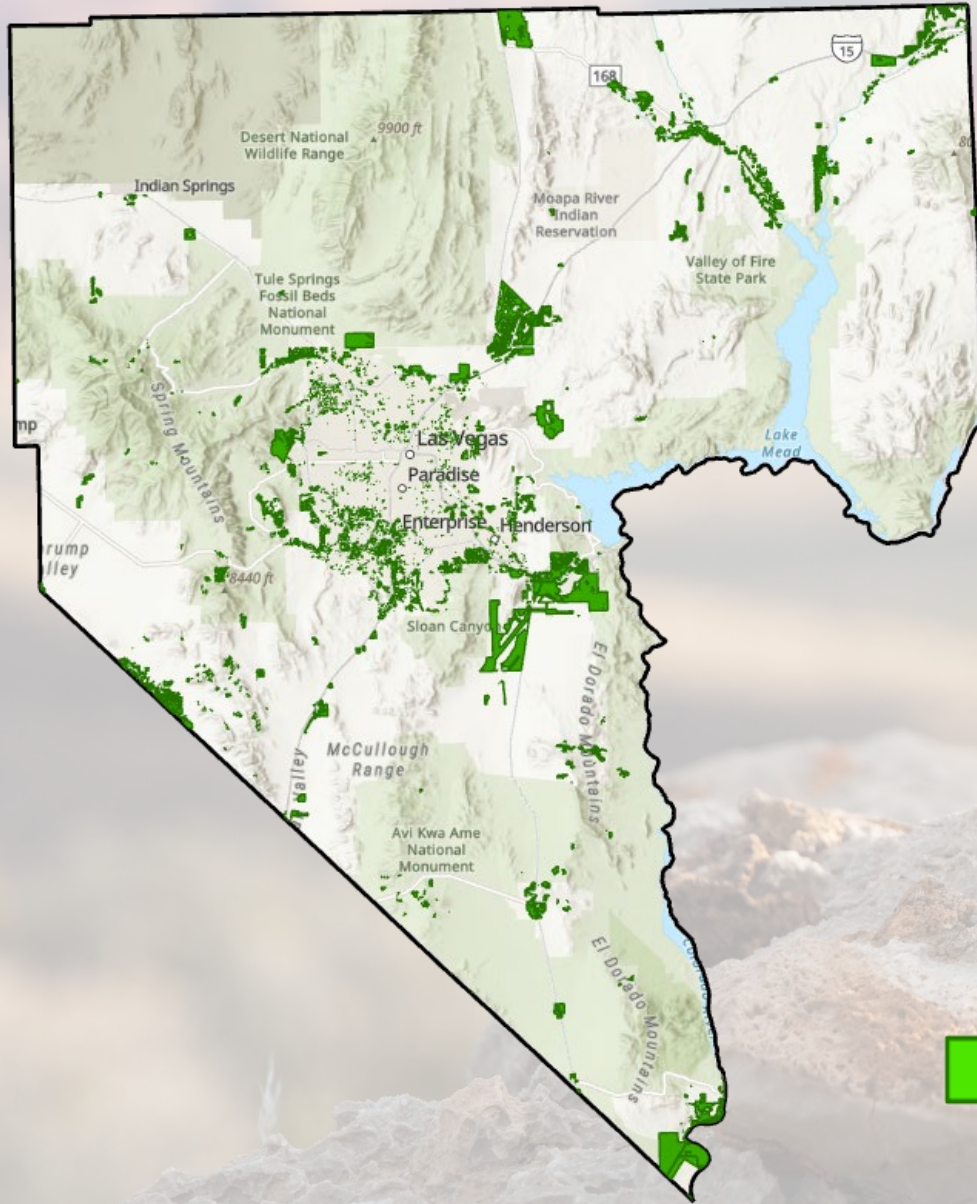 15
168
9900 ft
Desert National
Wildlife Range
Indian Springs
Moapa River
Indian
Reservation
Valley of Fire
State Park
Tule Springs
Fossil Beds
National
Monument
Spring Mountains
mp
Las Vegas
Lake
Mead
Paradise
Enterprise
Henderson
rump
lley
8440 ft
Sloan Canyon
El Dorado Mountains
McCullough
Range
Valley
Avi Kwa Ame
National
Monument
El Dorado Mountains